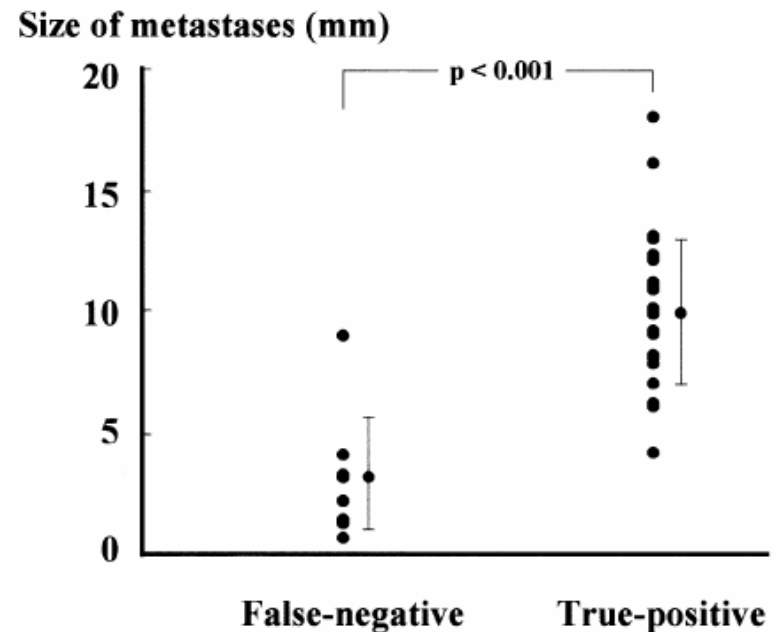 Size of metastases (mm)
20
p < 0.001
15
10
5
0
False-negative
True-positive